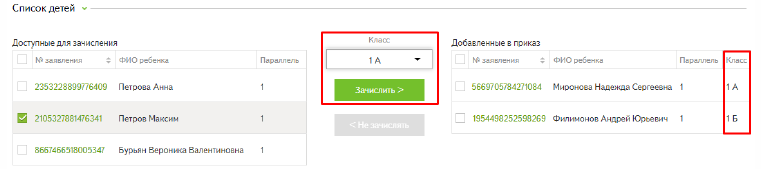 Список детей
Доступные для зачисления
№ заявления ФИО ребенка Параллель
2353228899776409 Петрова Анна 1
2105327881476341 Петров Максим 1
8667466518005347 Бурьян Вероника Валентиновна 1
Класс
1 А
Зачислить >
< Не зачислять
Добавленные в приказ
№ заявления ФИО ребенка Параллель Класс
5669705784271084 Миронова Надежда Сергеевна 1 А
1954498252598269 Филимонов Андрей Юрьевич 1 1 Б